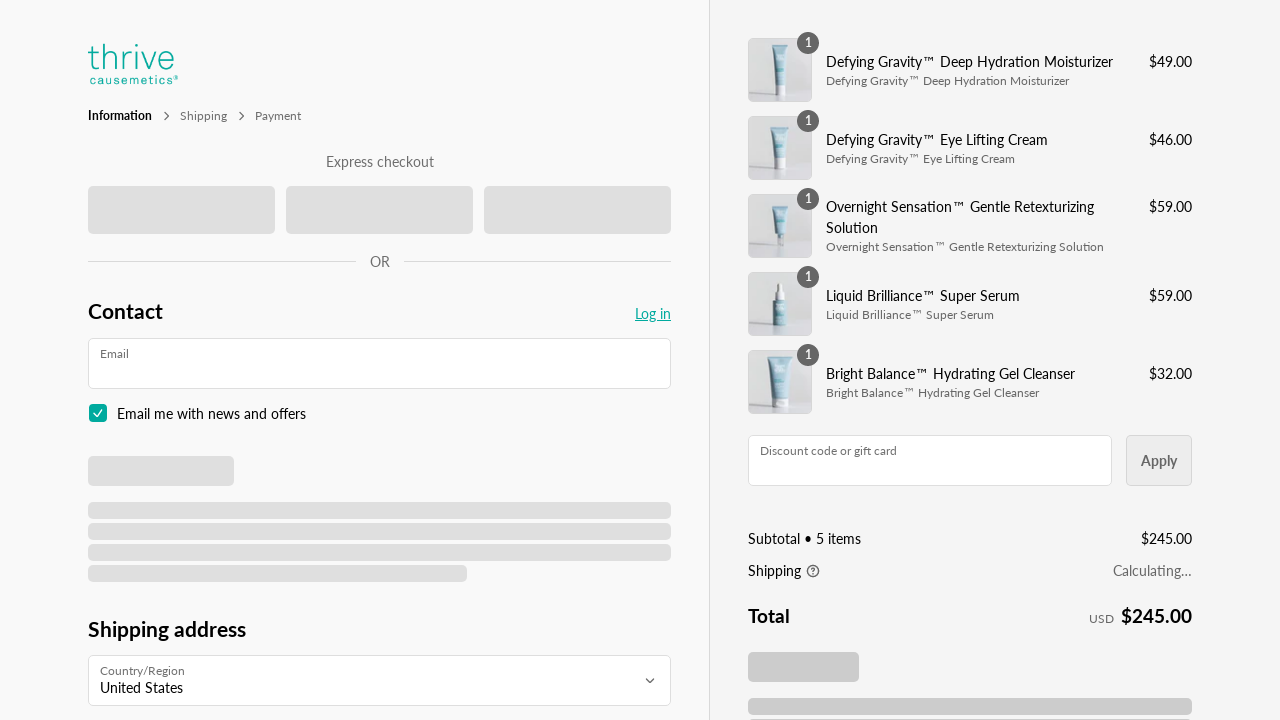 thrive
causemetics®
Information > Shipping > Payment
Express checkout
OR
Contact
Log in
Email
Email me with news and offers
Shipping address
Country/Region
United States
1
Defying Gravity™ Deep Hydration Moisturizer $49.00
Defying Gravity™ Deep Hydration Moisturizer
1
Defying Gravity™ Eye Lifting Cream $46.00
Defying Gravity™ Eye Lifting Cream
1
Overnight Sensation™ Gentle Retexturizing $59.00
Solution
Overnight Sensation™ Gentle Retexturizing Solution
1
Liquid Brilliance™ Super Serum $59.00
Liquid Brilliance™ Super Serum
1
Bright Balance™ Hydrating Gel Cleanser $32.00
Bright Balance™ Hydrating Gel Cleanser
Discount code or gift card
Apply
Subtotal • 5 items $245.00
Shipping Calculating...
Total USD $245.00